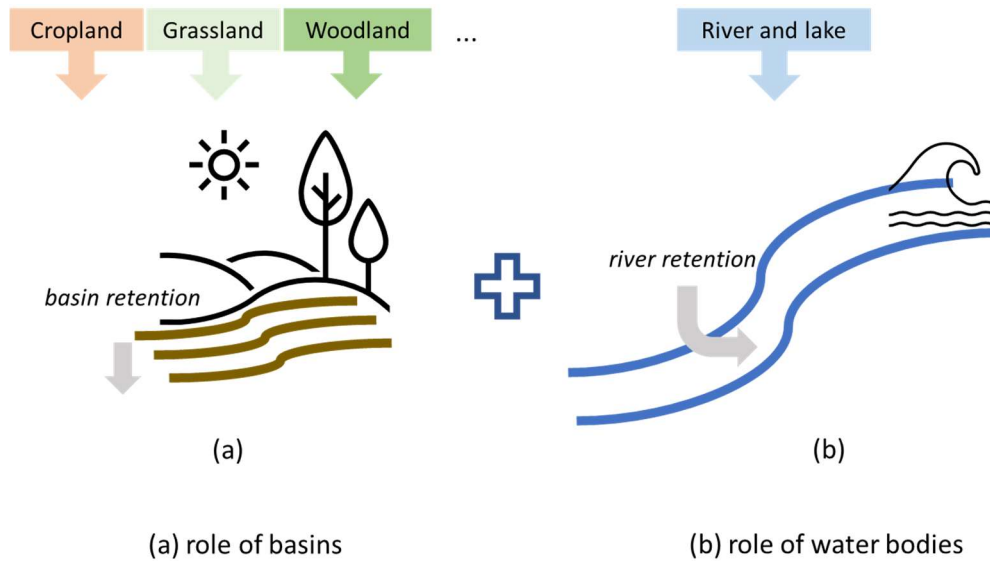 Cropland
Grassland
Woodland
...
River and lake
basin retention
river retention
(a)
(b)
(a) role of basins
(b) role of water bodies